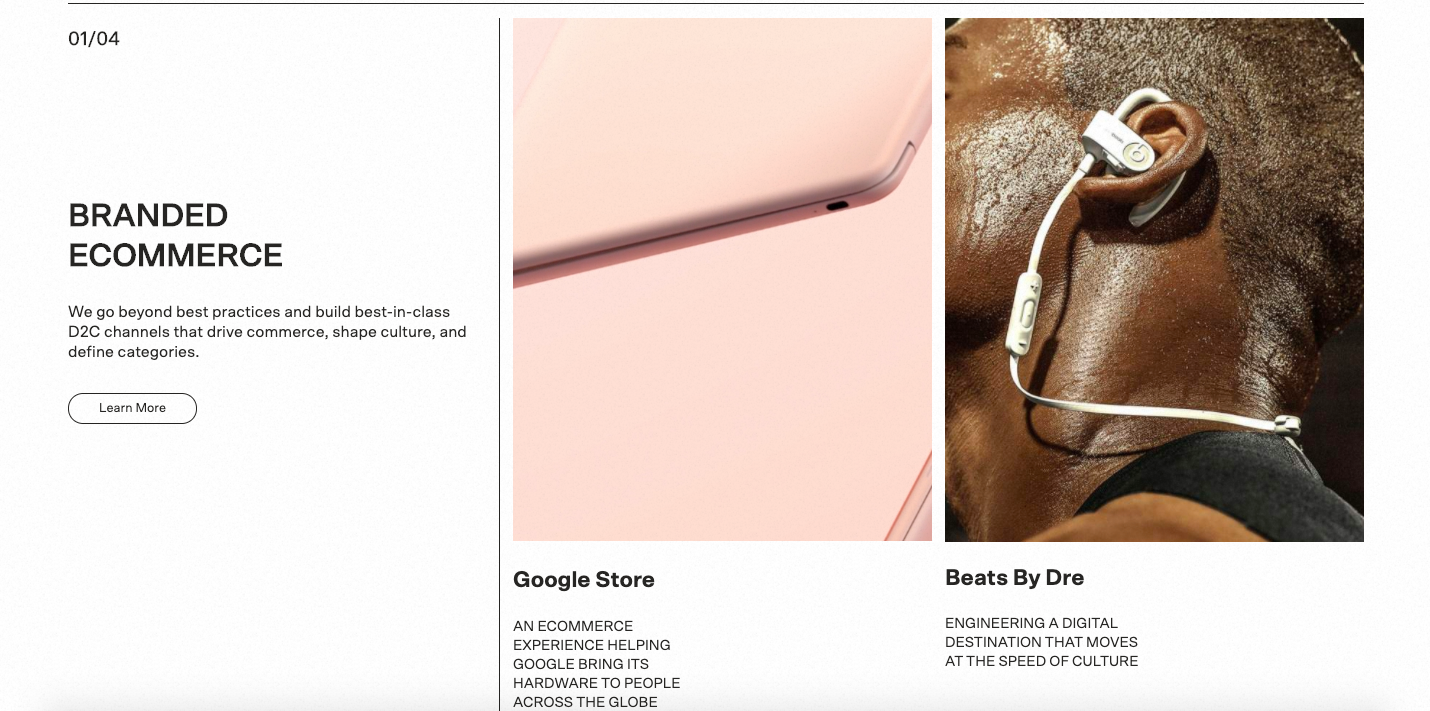 01/04
BRANDED
ECOMMERCE
We go beyond best practices and build best-in-class
D2C channels that drive commerce, shape culture, and
define categories.
Learn More
Google Store
AN ECOMMERCE
EXPERIENCE HELPING
GOOGLE BRING ITS
HARDWARE TO PEOPLE
ACROSS THE GLOBE
Beats By Dre
ENGINEERING A DIGITAL
DESTINATION THAT MOVES
AT THE SPEED OF CULTURE